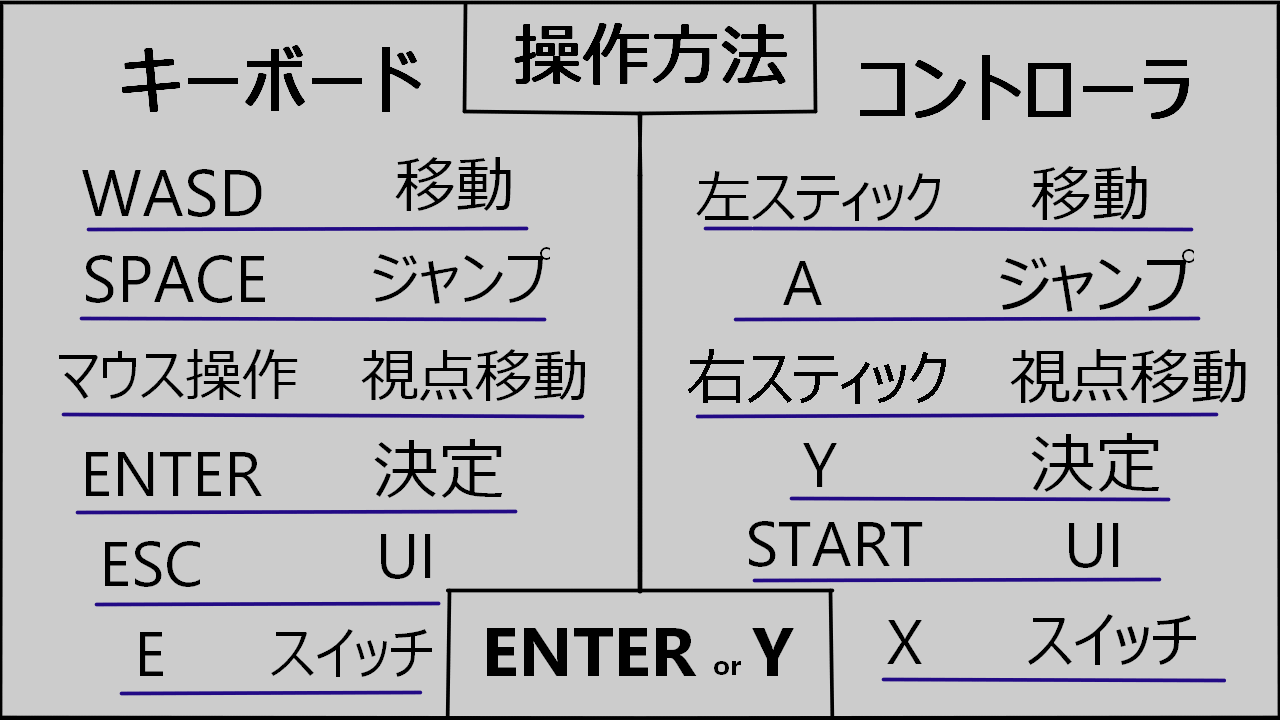 操作方法
キーボード
WASD 移動
SPACE ジャンプ
マウス操作 視点移動
ENTER 決定
ESC UI
E スイッチ
コントローラ
左スティック 移動
A ジャンプ
右スティック 視点移動
Y 決定
START UI
X スイッチ
ENTER or Y